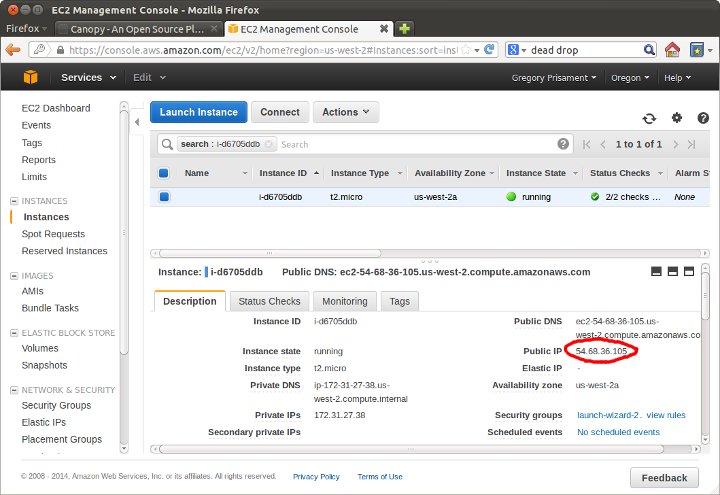 EC2 Management Console - Mozilla Firefox
Firefox
Canopy - An Open Source Pl...
EC2 Management Console
https://console.aws.amazon.com/ec2/v2/home?region=us-west-2#Instances:sort=ins
dead drop
Services
Edit
Gregory Prisament
Oregon
Help
EC2 Dashboard
Events
Tags
Reports
Limits
INSTANCES
Instances
Spot Requests
Reserved Instances
IMAGES
AMIs
Bundle Tasks
ELASTIC BLOCK STORE
Volumes
Snapshots
NETWORK & SECURITY
Security Groups
Elastic IPs
Placement Groups
Launch Instance
Connect
Actions
search : i-d6705ddb
Search
1 to 1 of 1
Name Instance ID Instance Type Availability Zone Instance State Status Checks Alarm S
i-d6705ddb t2.micro us-west-2a running 2/2 checks ... None
Instance: i-d6705ddb Public DNS: ec2-54-68-36-105.us-west-2.compute.amazonaws.com
Description Status Checks Monitoring Tags
Instance ID i-d6705ddb
Public DNS ec2-54-68-36-105.us-
west-2.compute.amazonaws.co
Instance state running
Public IP 54.68.36.105
Instance type t2.micro
Elastic IP -
Private DNS ip-172-31-27-38.us-
west-2.compute.internal
Availability zone us-west-2a
Private IPs 172.31.27.38
Security groups launch-wizard-2. view rules
Secondary private IPs
Scheduled events No scheduled events
© 2008 - 2014, Amazon Web Services, Inc. or its affiliates. All rights reserved.
Privacy Policy
Terms of Use
Feedback